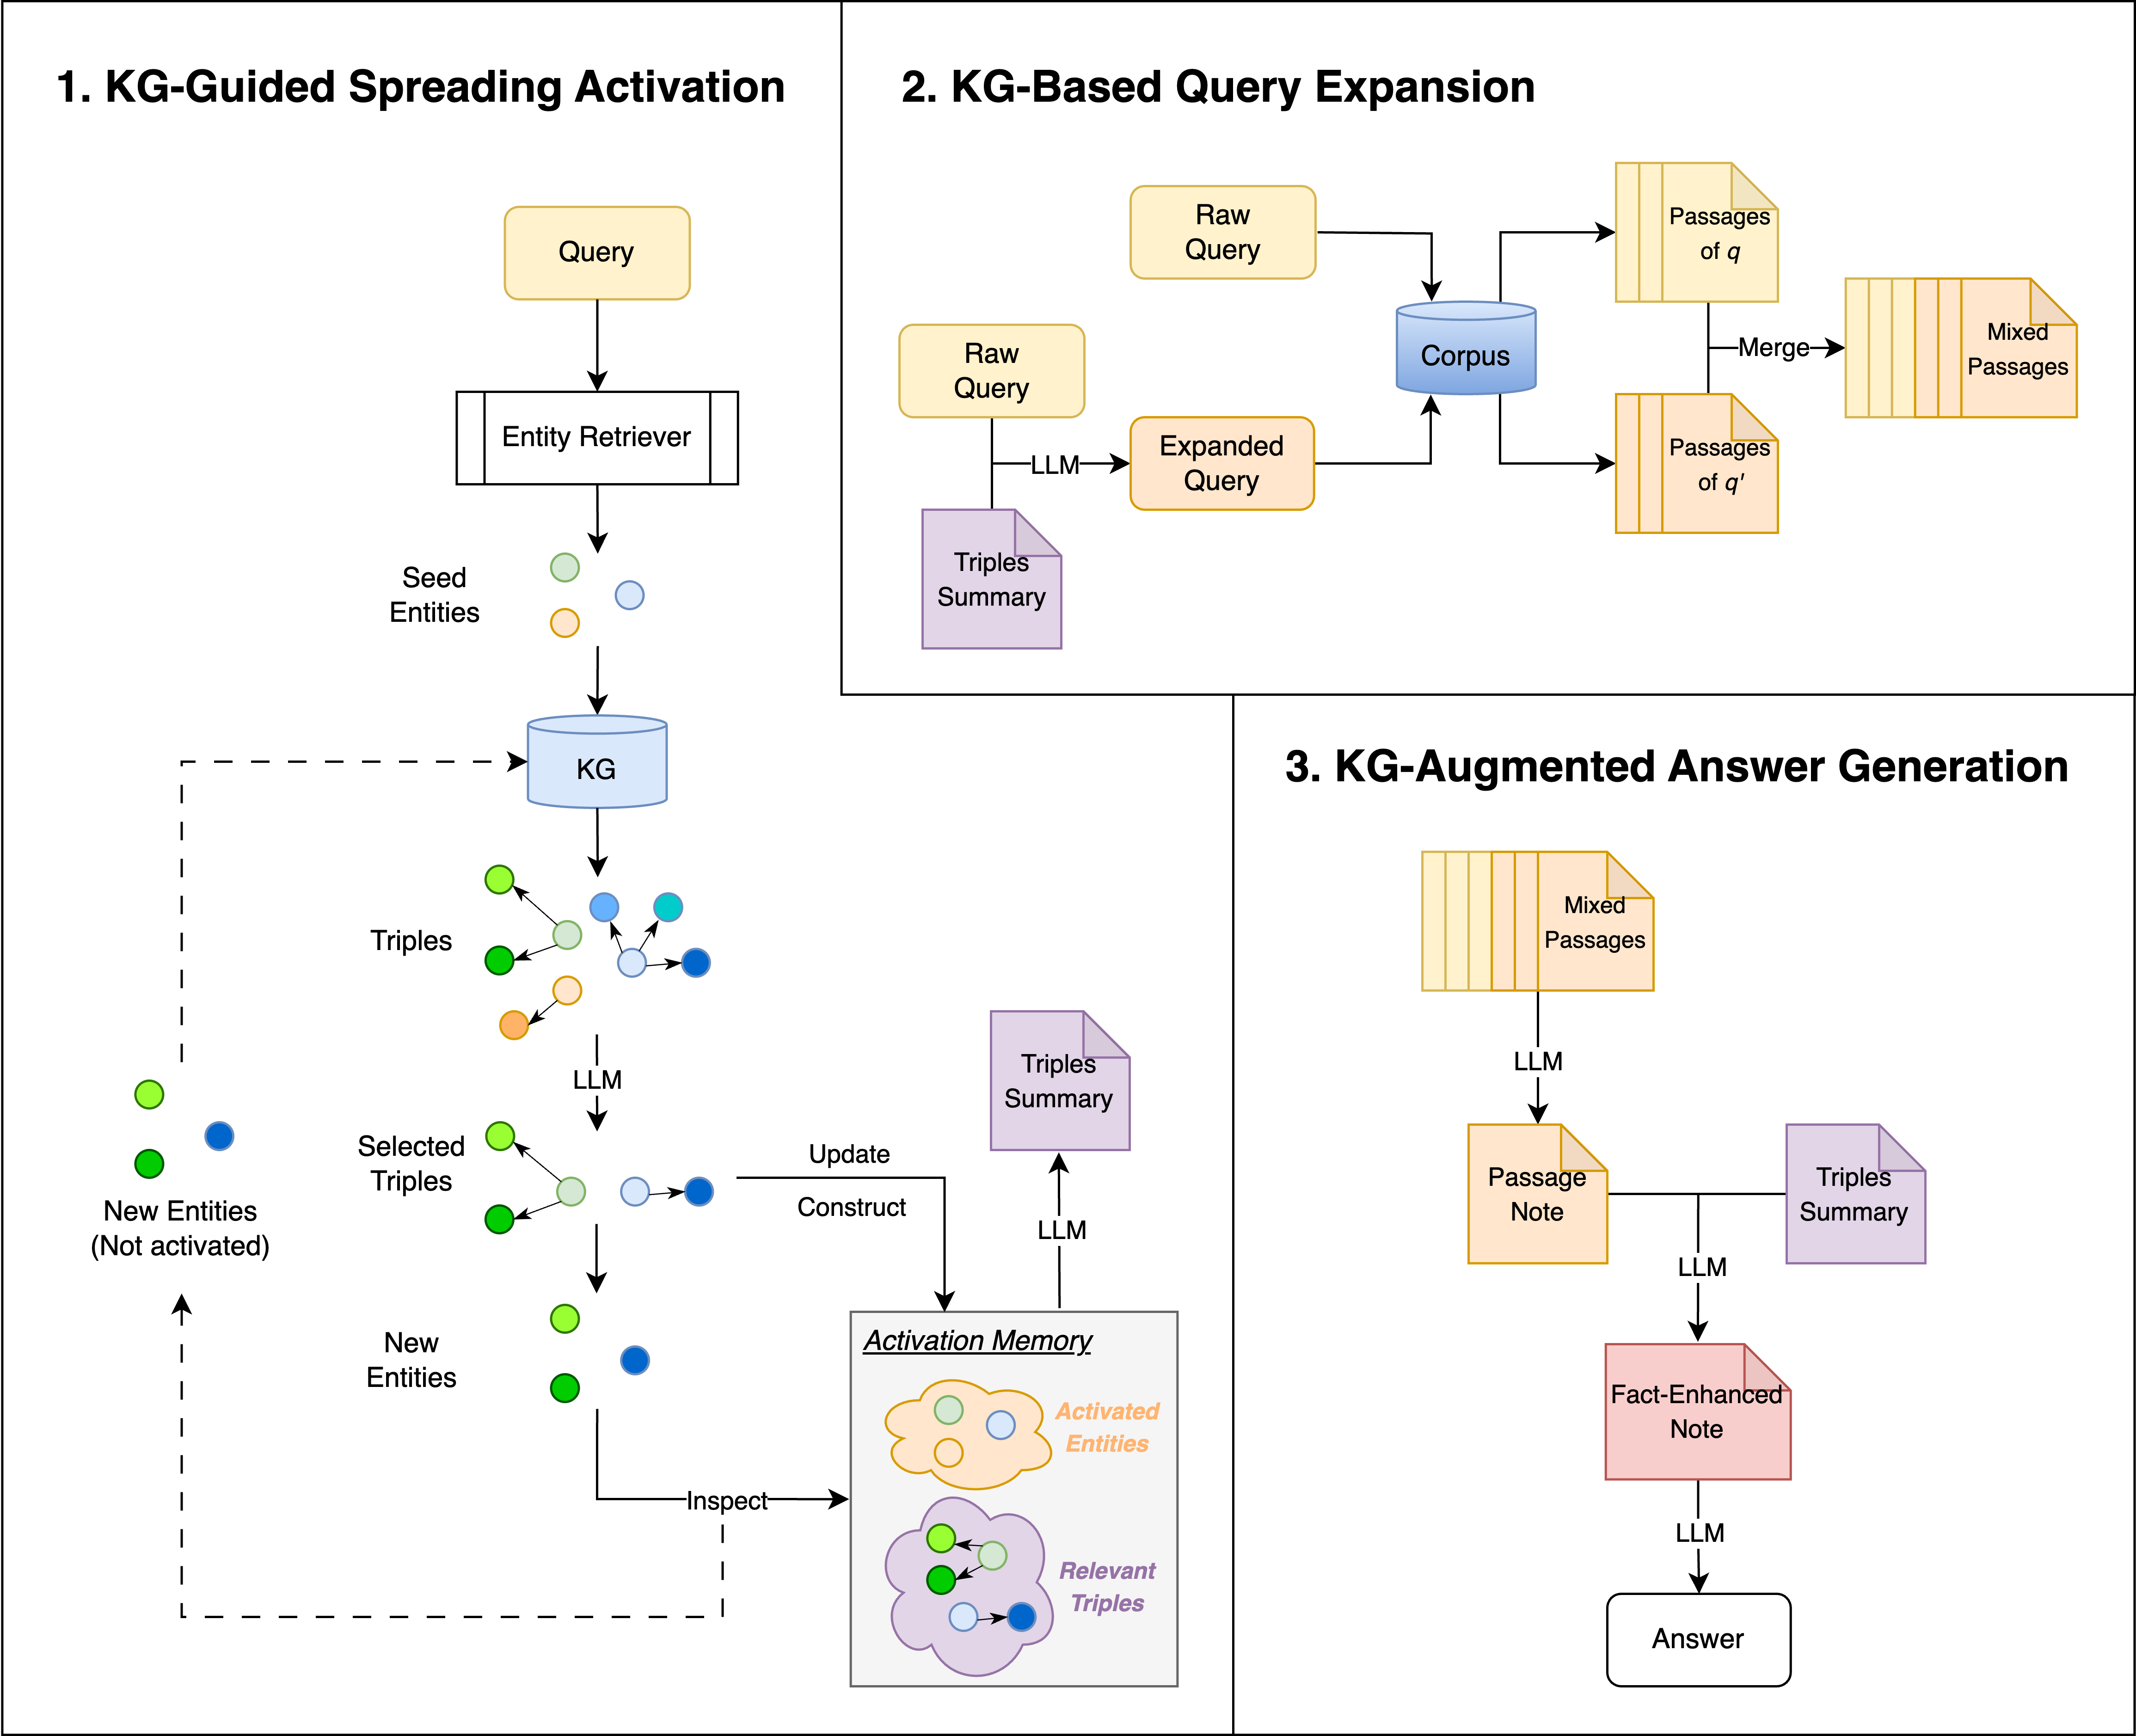 1. KG-Guided Spreading Activation
Query
Entity Retriever
Seed
Entities
KG
Triples
LLM
Selected
Triples
New Entities
(Not activated)
New
Entities
Update
Construct
Inspect
Triples
Summary
LLM
Activation Memory
Activated
Entities
Relevant
Triples
2. KG-Based Query Expansion
Raw
Query
Raw
Query
LLM
Expanded
Query
Triples
Summary
Corpus
Passages
of q
Passages
of q'
Merge
Mixed
Passages
3. KG-Augmented Answer Generation
Mixed
Passages
LLM
Passage
Note
Triples
Summary
LLM
Fact-Enhanced
Note
LLM
Answer